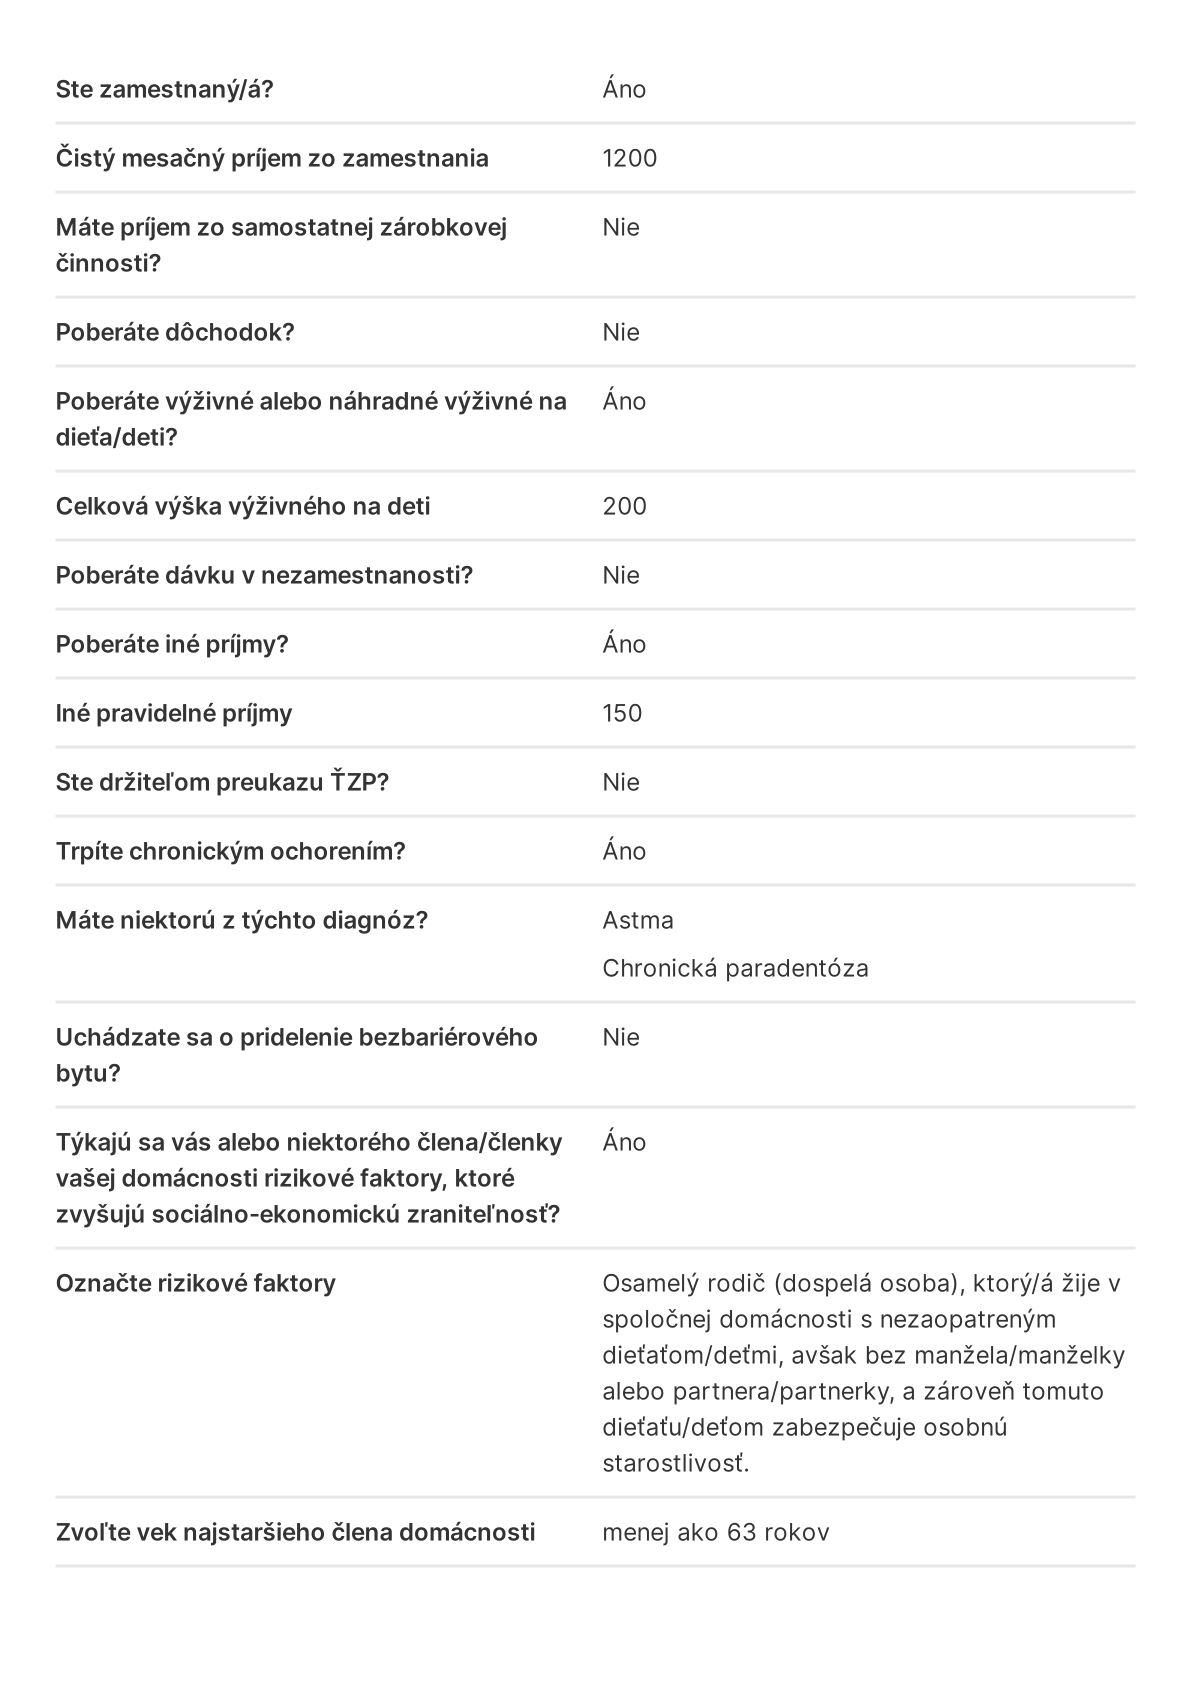 Ste zamestnaný/á? Áno
Čistý mesačný príjem zo zamestnania 1200
Máte príjem zo samostatnej zárobkovej Nie
činnosti?
Poberáte dôchodok? Nie
Poberáte výživné alebo náhradné výživné na Áno
dieťa/deti?
Celková výška výživného na deti 200
Poberáte dávku v nezamestnanosti? Nie
Poberáte iné príjmy? Áno
Iné pravidelné príjmy 150
Ste držiteľom preukazu ŤZP? Nie
Trpíte chronickým ochorením? Áno
Máte niektorú z týchto diagnóz? Astma
Chronická paradentóza
Uchádzate sa o pridelenie bezbariérového Nie
bytu?
Týkajú sa vás alebo niektorého člena/členky Áno
vašej domácnosti rizikové faktory, ktoré
zvyšujú sociálno-ekonomickú zraniteľnosť?
Označte rizikové faktory Osamelý rodič (dospelá osoba), ktorý/á žije v
spoločnej domácnosti s nezaopatreným
dieťaťom/deťmi, avšak bez manžela/manželky
alebo partnera/partnerky, a zároveň tomuto
dieťaťu/deťom zabezpečuje osobnú
starostlivosť.
Zvoľte vek najstaršieho člena domácnosti menej ako 63 rokov